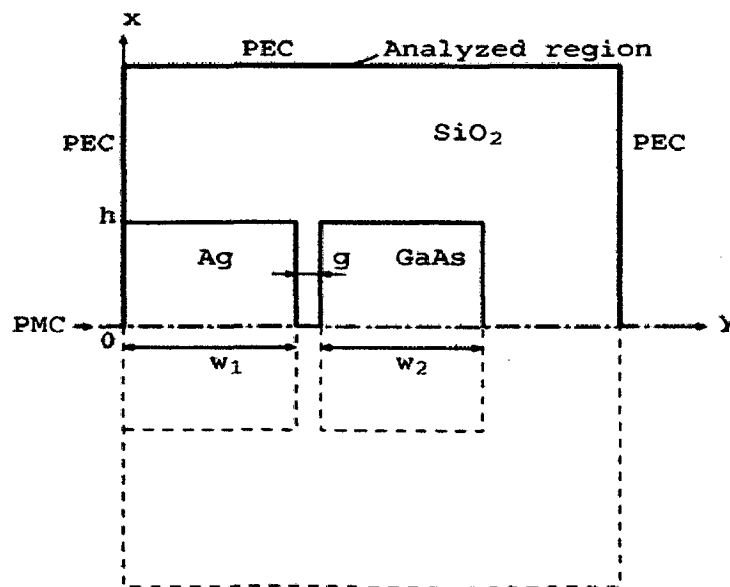 x
PEC
Analyzed region
SiO₂
PEC
PEC
h
Ag
g
GaAs
PMC
0
y
w₁
w₂